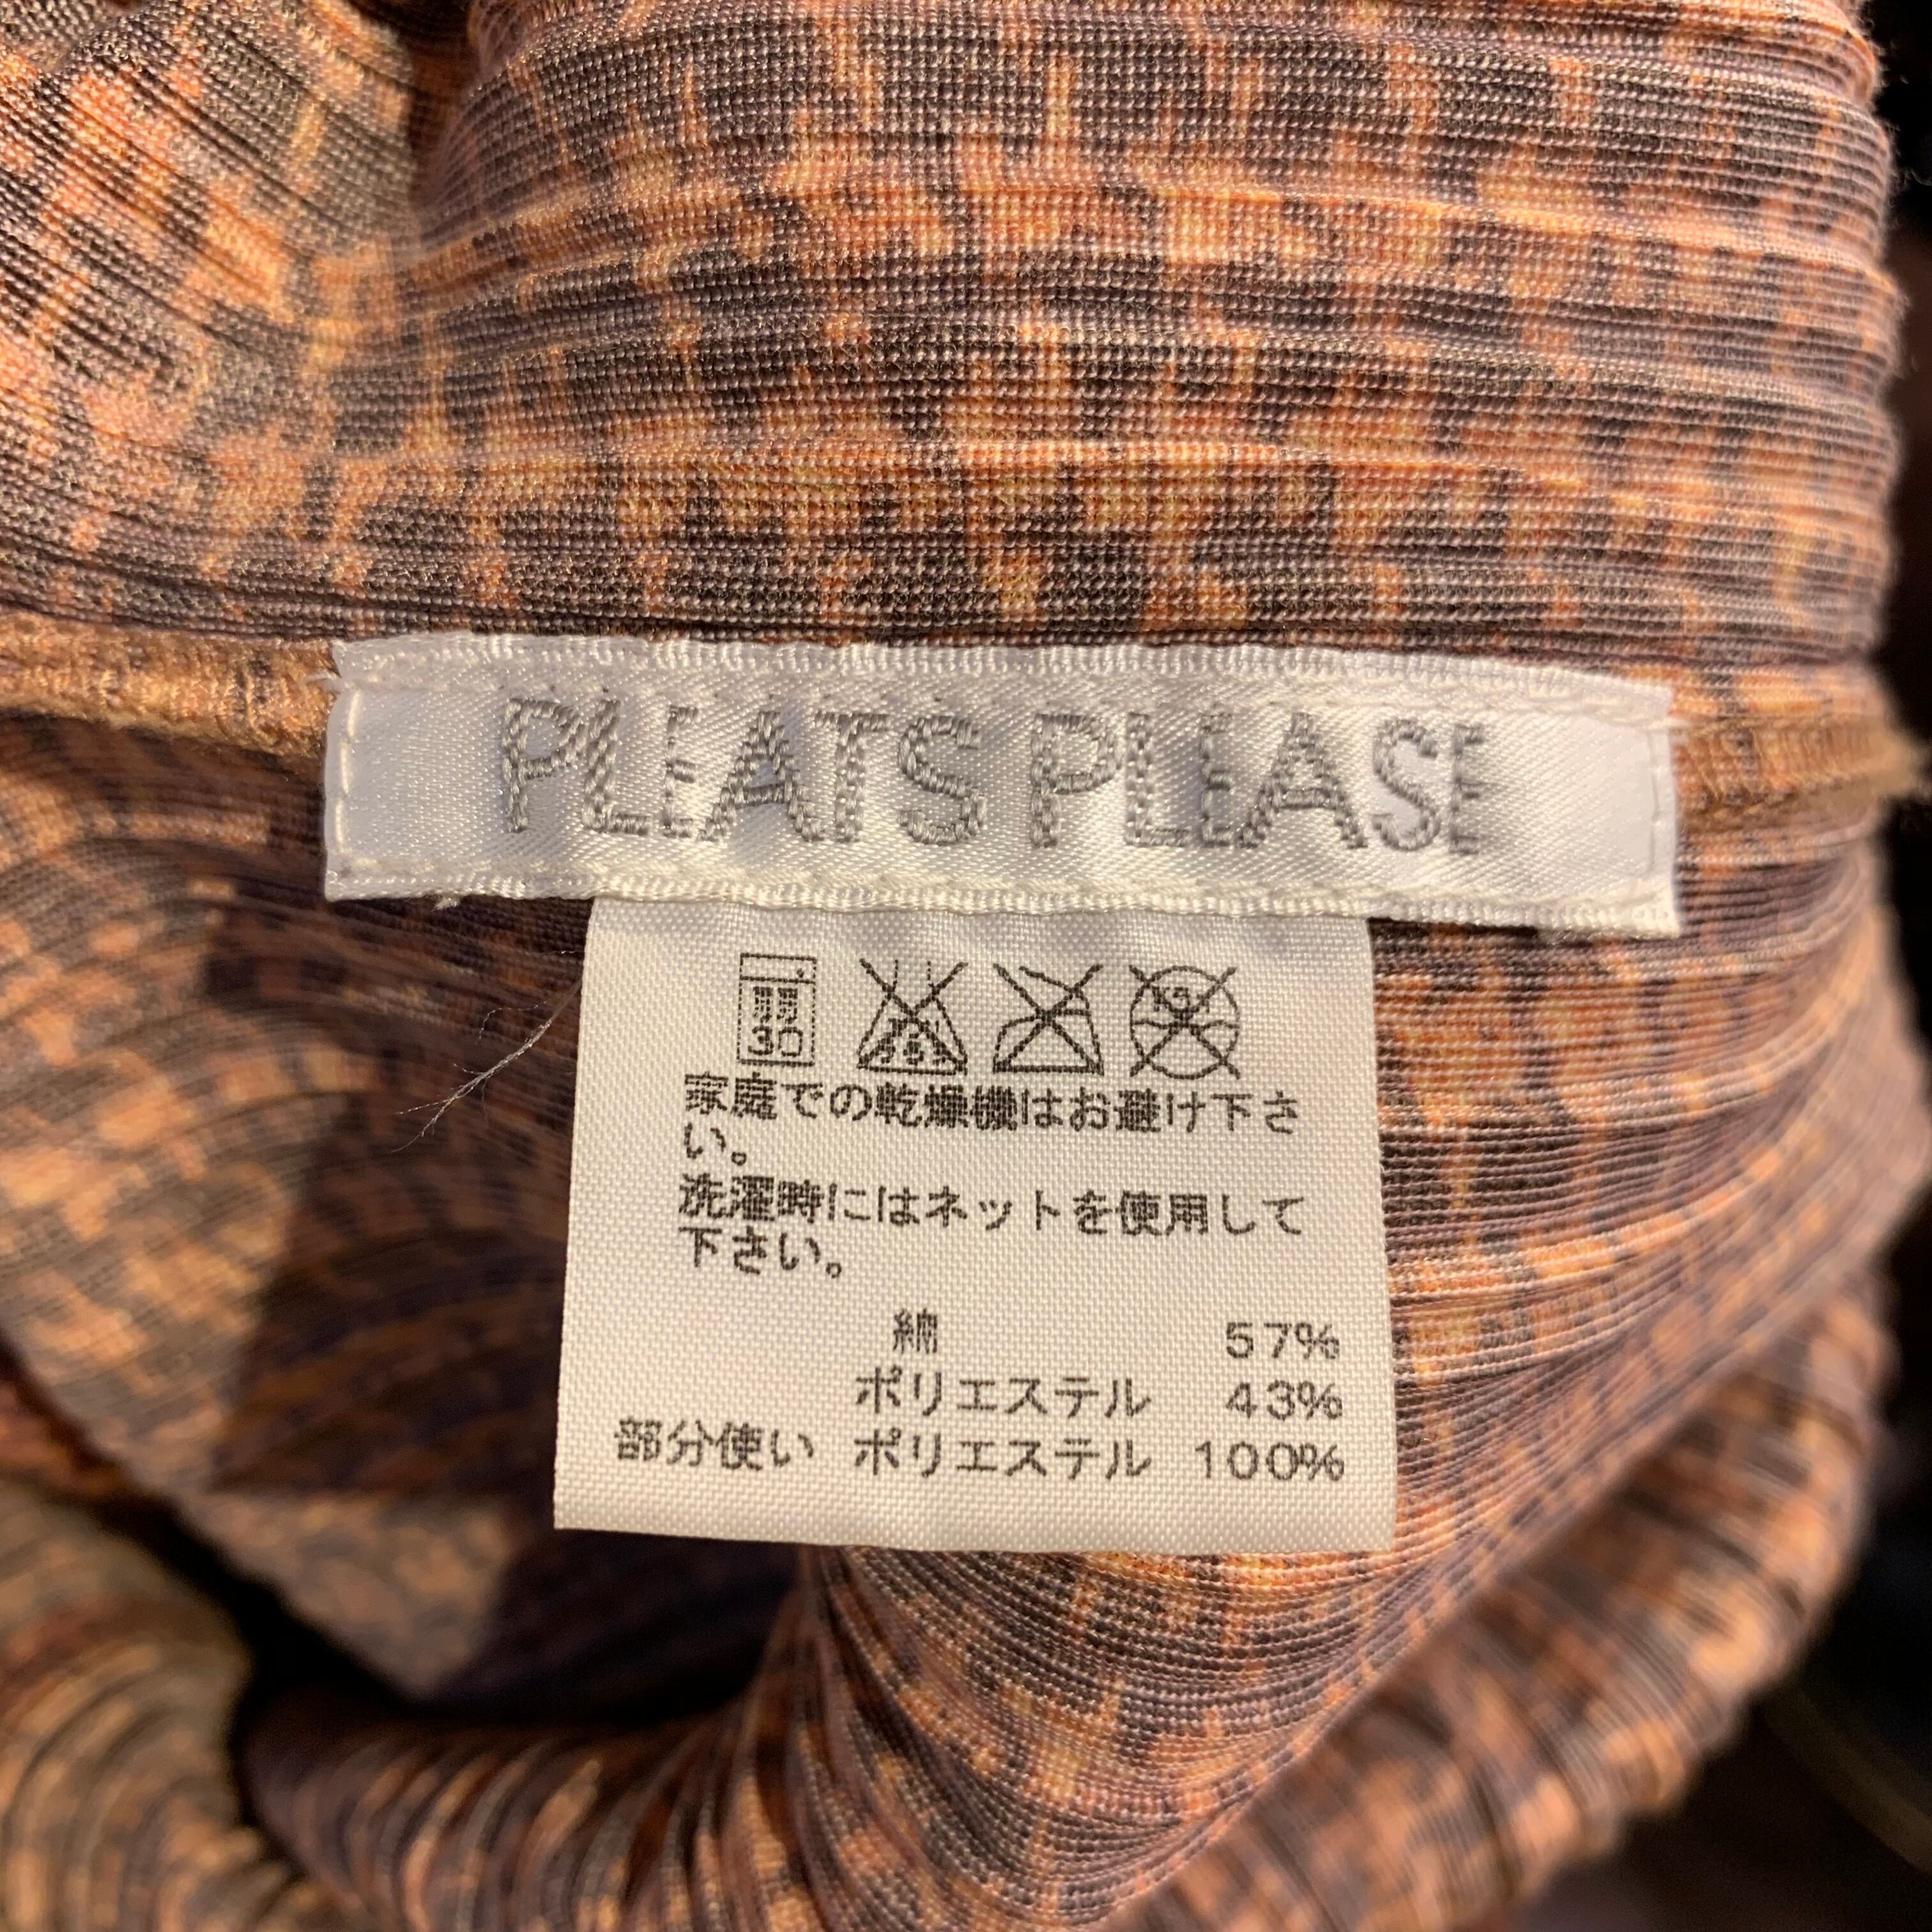 PLEATS PLEASE
30
家庭での乾燥機はお避け下さ
い。
洗濯時にはネットを使用して
下さい。
綿 57%
ポリエステル 43%
部分使い ポリエステル 100%